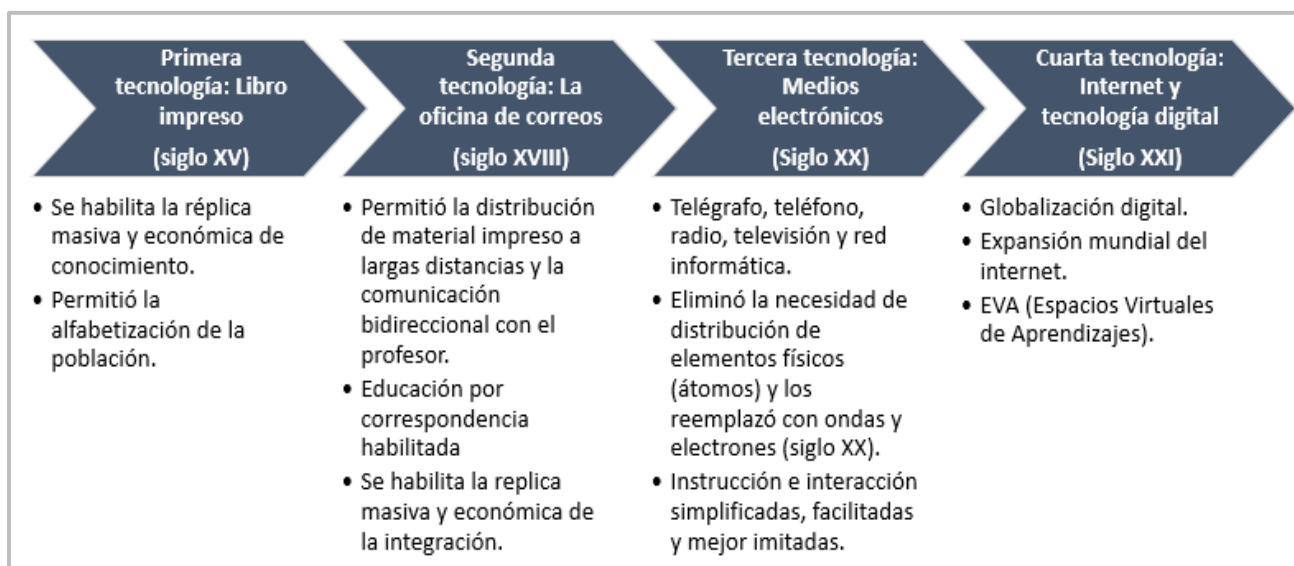 Primera
tecnología: Libro
impreso
(siglo XV)
• Se habilita la réplica
masiva y económica de
conocimiento.
• Permitió la
alfabetización de la
población.
Segunda
tecnología: La
oficina de correos
(siglo XVIII)
• Permitió la distribución
de material impreso a
largas distancias y la
comunicación
bidireccional con el
profesor.
• Educación por
correspondencia
habilitada
• Se habilita la replica
masiva y económica de
la integración.
Tercera tecnología:
Medios
electrónicos
(Siglo XX)
• Telégrafo, teléfono,
radio, televisión y red
informática.
• Eliminó la necesidad de
distribución de
elementos físicos
(átomos) y los
reemplazó con ondas y
electrones (siglo XX).
• Instrucción e interacción
simplificadas, facilitadas
y mejor imitadas.
Cuarta tecnología:
Internet y
tecnología digital
(Siglo XXI)
• Globalización digital.
• Expansión mundial del
internet.
• EVA (Espacios Virtuales
de Aprendizajes).